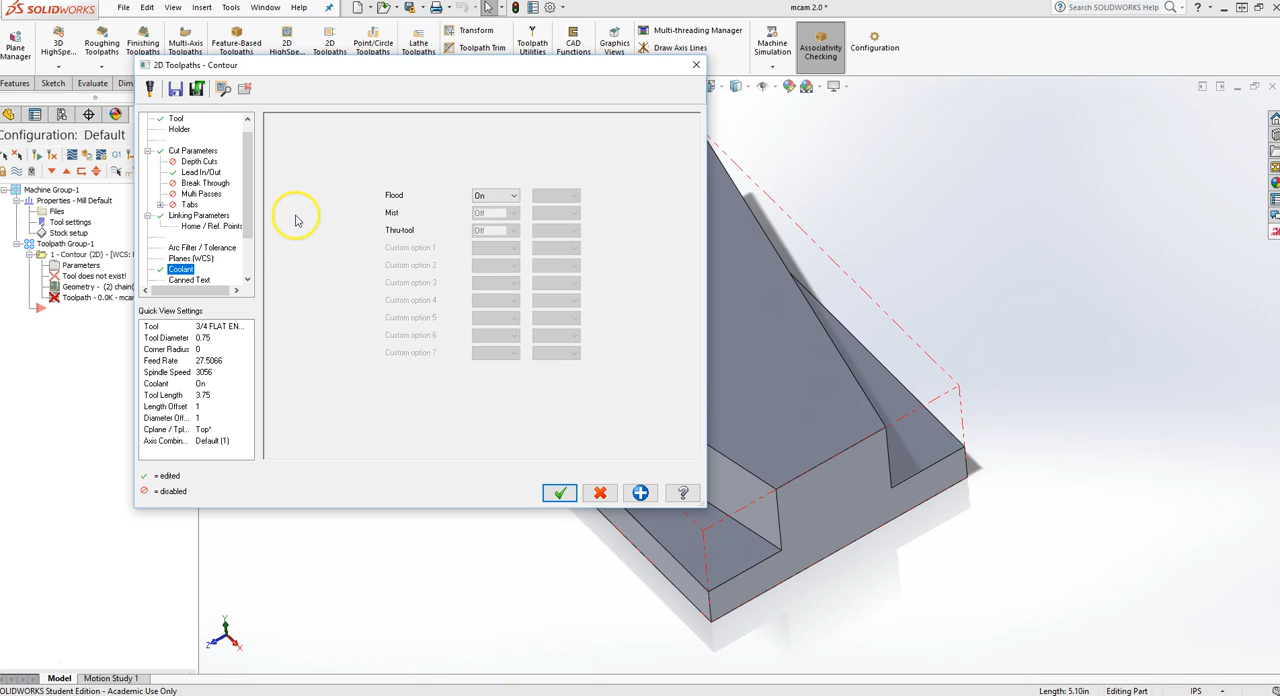 SOLIDWORKS
File Edit View Insert Tools Window Help
mcam 2.0 *
Search SOLIDWORKS Help
Plane Manager
3D HighSpe...
Roughing Toolpaths
Finishing Toolpaths
Multi-Axis Toolpaths
Feature-Based Toolpaths
2D HighSpe...
2D Toolpaths
Point/Circle Toolpaths
Lathe Toolpaths
Transform
Toolpath Trim
Toolpath Utilities
CAD Functions
Graphics Views
Multi-threading Manager
Draw Axis Lines
Machine Simulation
Associativity Checking
Configuration
Features Sketch Evaluate Dim
2D Toolpaths - Contour
Configuration: Default
G1
Machine Group-1
Properties - Mill Default
Files
Tool settings
Stock setup
Toolpath Group-1
1 - Contour (2D) - [WCS:
Parameters
Tool does not exist!
Geometry - (2) chain(
Toolpath - 0.0K - mca
Tool
Holder
Cut Parameters
Depth Cuts
Lead In/Out
Break Through
Multi Passes
Tabs
Linking Parameters
Home / Ref. Points
Arc Filter / Tolerance
Planes (WCS)
Coolant
Canned Text
Quick View Settings
Tool 3/4 FLAT EN...
Tool Diameter 0.75
Corner Radius 0
Feed Rate 27.5066
Spindle Speed 3056
Coolant On
Tool Length 3.75
Length Offset 1
Diameter Off... 1
Cplane / Tpl... Top*
Axis Combin... Default (1)
= edited
= disabled
Flood On
Mist Off
Thru-tool Off
Custom option 1
Custom option 2
Custom option 3
Custom option 4
Custom option 5
Custom option 6
Custom option 7
Y
Z
X
Model Motion Study 1
SOLIDWORKS Student Edition - Academic Use Only
Length: 5.10in Editing Part IPS